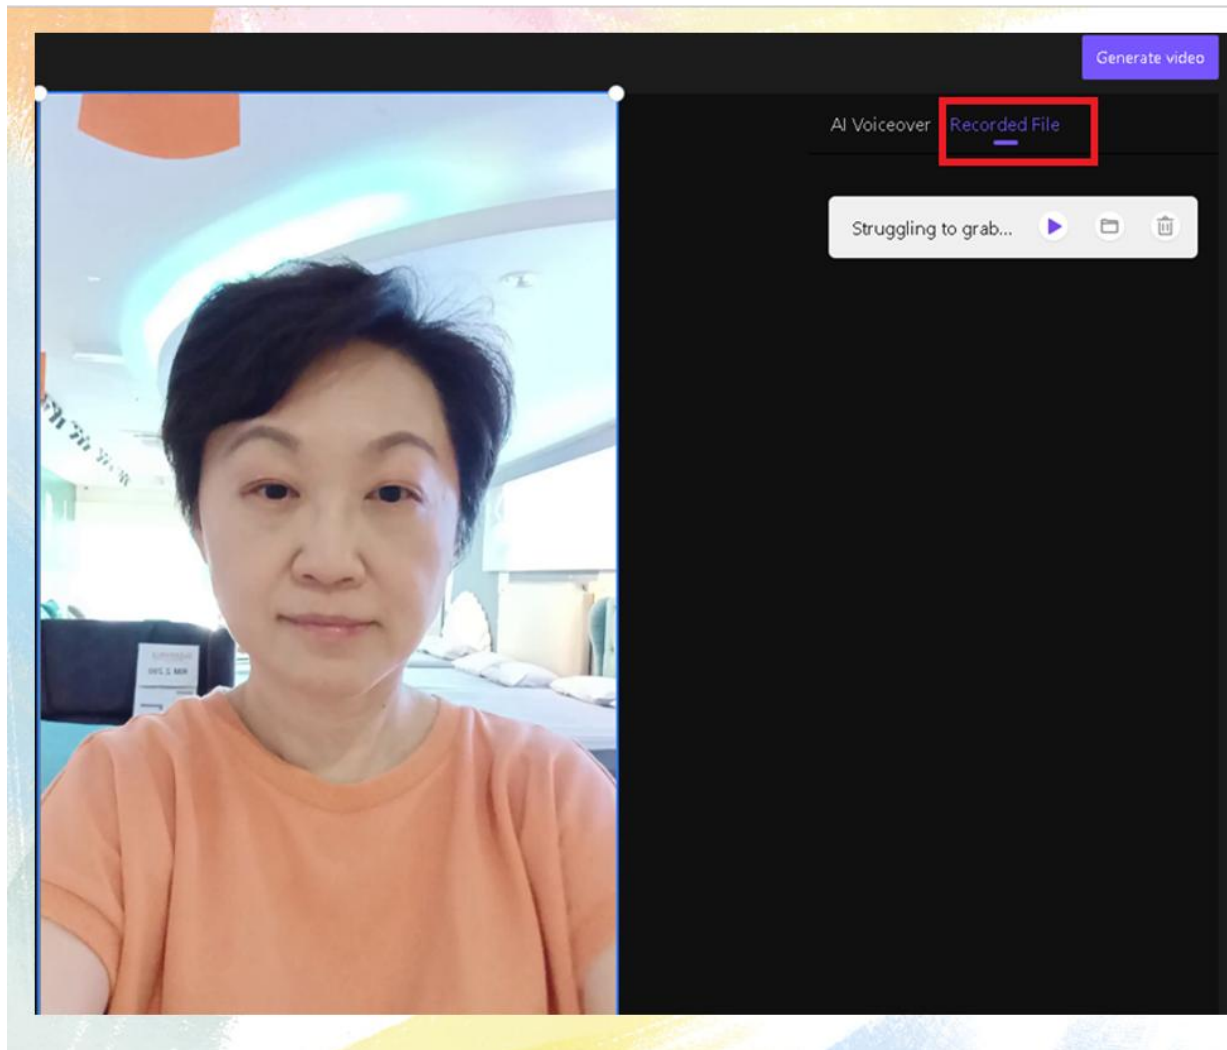 Generate video
AI Voiceover
Recorded File
Struggling to grab...